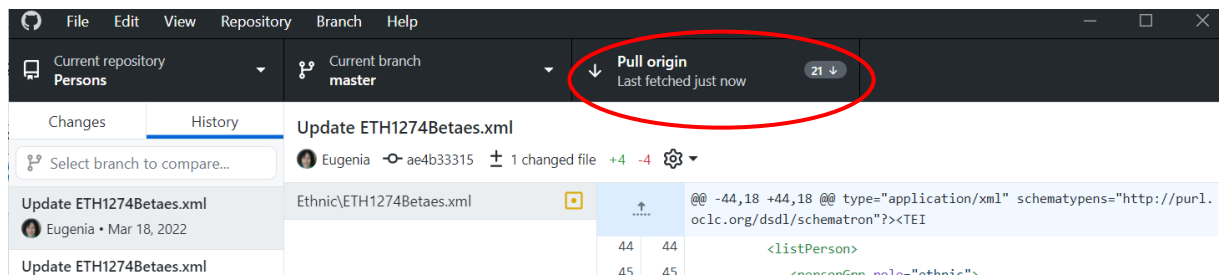 File Edit View Repository Branch Help
Current repository
Persons
Current branch
master
Pull origin
Last fetched just now
21
Changes History
Select branch to compare...
Update ETH1274Betaes.xml
Eugenia • Mar 18, 2022
Update ETH1274Betaes.xml
Update ETH1274Betaes.xml
Eugenia ae4b33315 1 changed file +4 -4
Ethnic\ETH1274Betaes.xml
@@ -44,18 +44,18 @@ type="application/xml" schematypens="http://purl.
oclc.org/dsdl/schematron"?><TEI
44 44 <listPerson>
45 45 <personGrp role="ethnic">